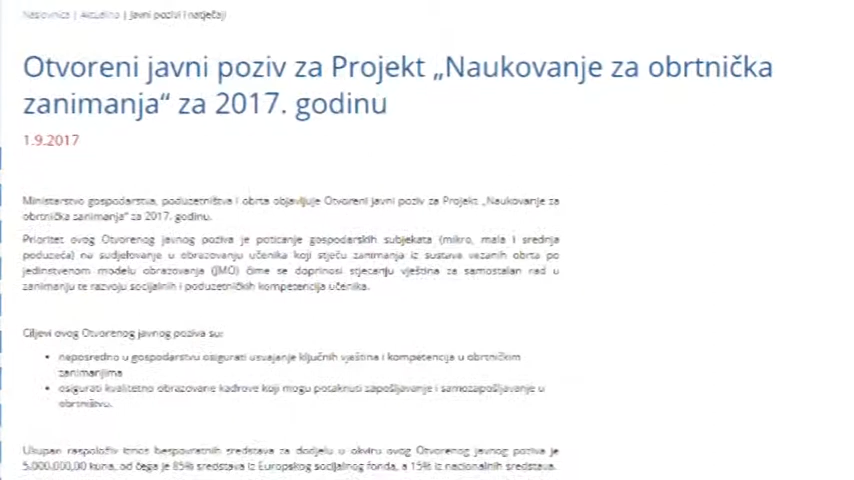 Naslovnica | Aktualno | Javni pozivi i natječaji
Otvoreni javni poziv za Projekt „Naukovanje za obrtnička
zanimanja“ za 2017. godinu
1.9.2017
Ministarstvo gospodarstva, poduzetništva i obrta objavljuje Otvoreni javni poziv za Projekt „Naukovanje za
obrtnička zanimanja“ za 2017. godinu.
Prioritet ovog Otvorenog javnog poziva je poticanje gospodarskih subjekata (mikro, mala i srednja
poduzeća) na sudjelovanje u obrazovanju učenika koji stječu zanimanja iz sustava vezanih obrta po
jedinstvenom modelu obrazovanja (JMO) čime se doprinosi stjecanju vještina za samostalan rad u
zanimanju te razvoju socijalnih i poduzetničkih kompetencija učenika.
Ciljevi ovog Otvorenog javnog poziva su:
• neposredno u gospodarstvu osigurati usvajanje ključnih vještina i kompetencija u obrtničkim
zanimanjima
• osigurati kvalitetno obrazovane kadrove koji mogu potaknuti zapošljavanje i samozapošljavanje u
obrtništvu.
Ukupan raspoloživ iznos bespovratnih sredstava za dodjelu u okviru ovog Otvorenog javnog poziva je
5.000.000,00 kuna, od čega je 85% sredstava iz Europskog socijalnog fonda, a 15% iz nacionalnih sredstava.